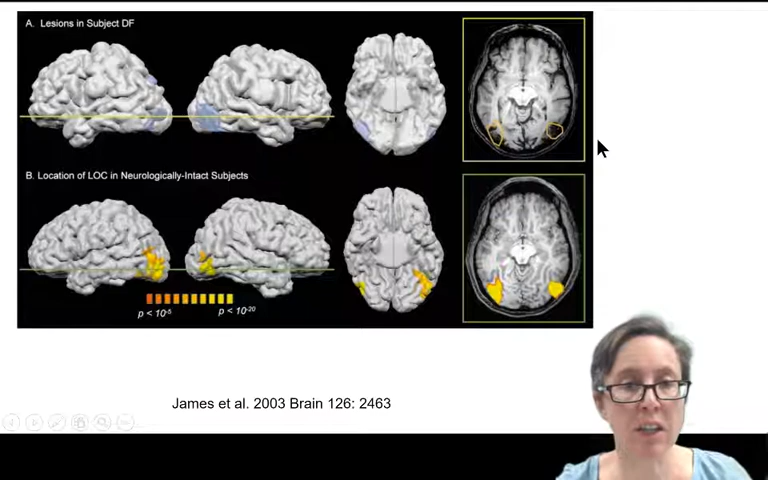 A. Lesions in Subject DF
B. Location of LOC in Neurologically-Intact Subjects
p < 10-5
p < 10-20
James et al. 2003 Brain 126: 2463